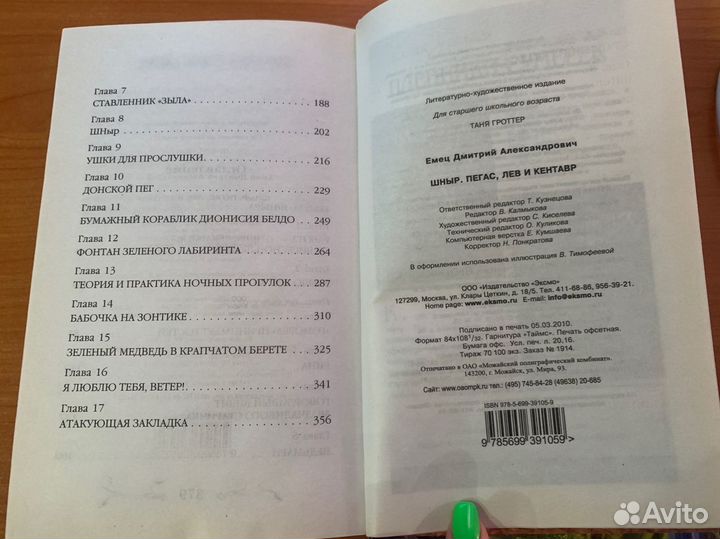 Глава 7
СТАВЛЕННИК «ЗЫЛА» 188
Глава 8
ШНыр 202
Глава 9
УШКИ ДЛЯ ПРОСЛУШКИ 216
Глава 10
ДОНСКОЙ ПЕГ 229
Глава 11
БУМАЖНЫЙ КОРАБЛИК ДИОНИСИЯ БЕЛДО 249
Глава 12
ФОНТАН ЗЕЛЕНОГО ЛАБИРИНТА 264
Глава 13
ТЕОРИЯ И ПРАКТИКА НОЧНЫХ ПРОГУЛОК 287
Глава 14
БАБОЧКА НА ЗОНТИКЕ 310
Глава 15
ЗЕЛЕНЫЙ МЕДВЕДЬ В КРАПЧАТОМ БЕРЕТЕ 325
Глава 16
Я ЛЮБЛЮ ТЕБЯ, ВЕТЕР! 341
Глава 17
АТАКУЮЩАЯ ЗАКЛАДКА 356
379
Литературно-художественное издание
Для старшего школьного возраста
ТАНЯ ГРОТТЕР
Емец Дмитрий Александрович
ШНЫР. ПЕГАС, ЛЕВ И КЕНТАВР
Ответственный редактор Т. Кузнецова
Редактор В. Калмыкова
Художественный редактор С. Киселева
Технический редактор О. Куликова
Компьютерная верстка Е. Кумшаева
Корректор Н. Понкратова
В оформлении использована иллюстрация В. Тимофеевой
ООО «Издательство «Эксмо»
127299, Москва, ул. Клары Цеткин, д. 18/5. Тел. 411-68-86, 956-39-21.
Home page: www.eksmo.ru E-mail: info@eksmo.ru
Подписано в печать 05.03.2010.
Формат 84x108 1/32. Гарнитура «Таймс». Печать офсетная.
Бумага офс. Усл. печ. л. 20,16.
Тираж 70 100 экз. Заказ № 1914.
Отпечатано в ОАО «Можайский полиграфический комбинат».
143200, г. Можайск, ул. Мира, 93.
Сайт: www.oaompk.ru тел.: (495) 745-84-28 (49638) 20-685
ISBN 978-5-699-39105-9
9 785699 391059 >
Avito